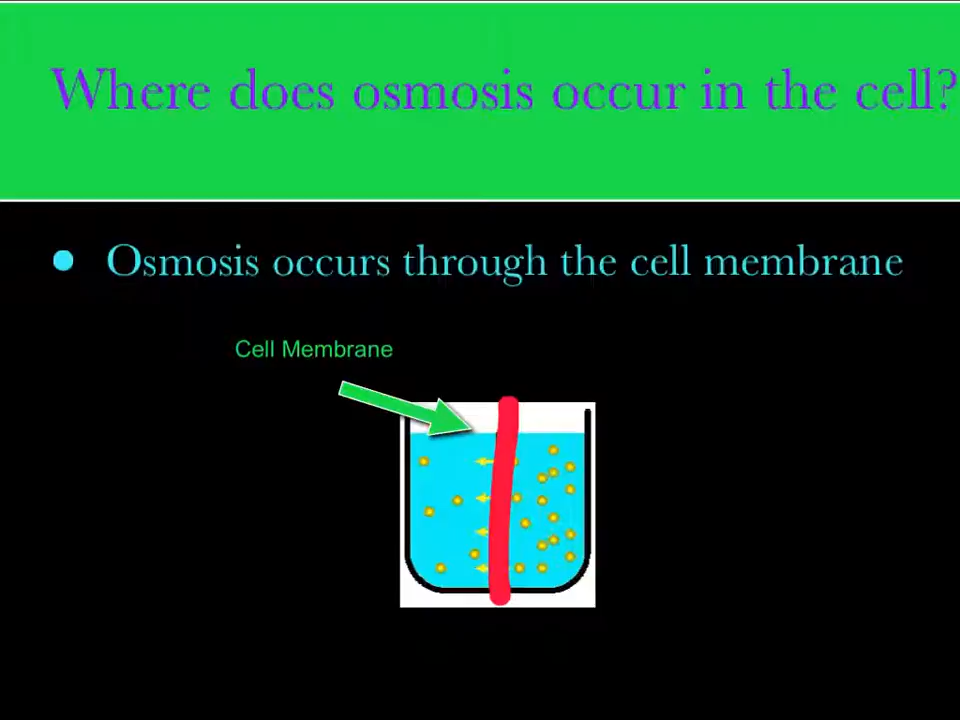 Where does osmosis occur in the cell?
● Osmosis occurs through the cell membrane
Cell Membrane